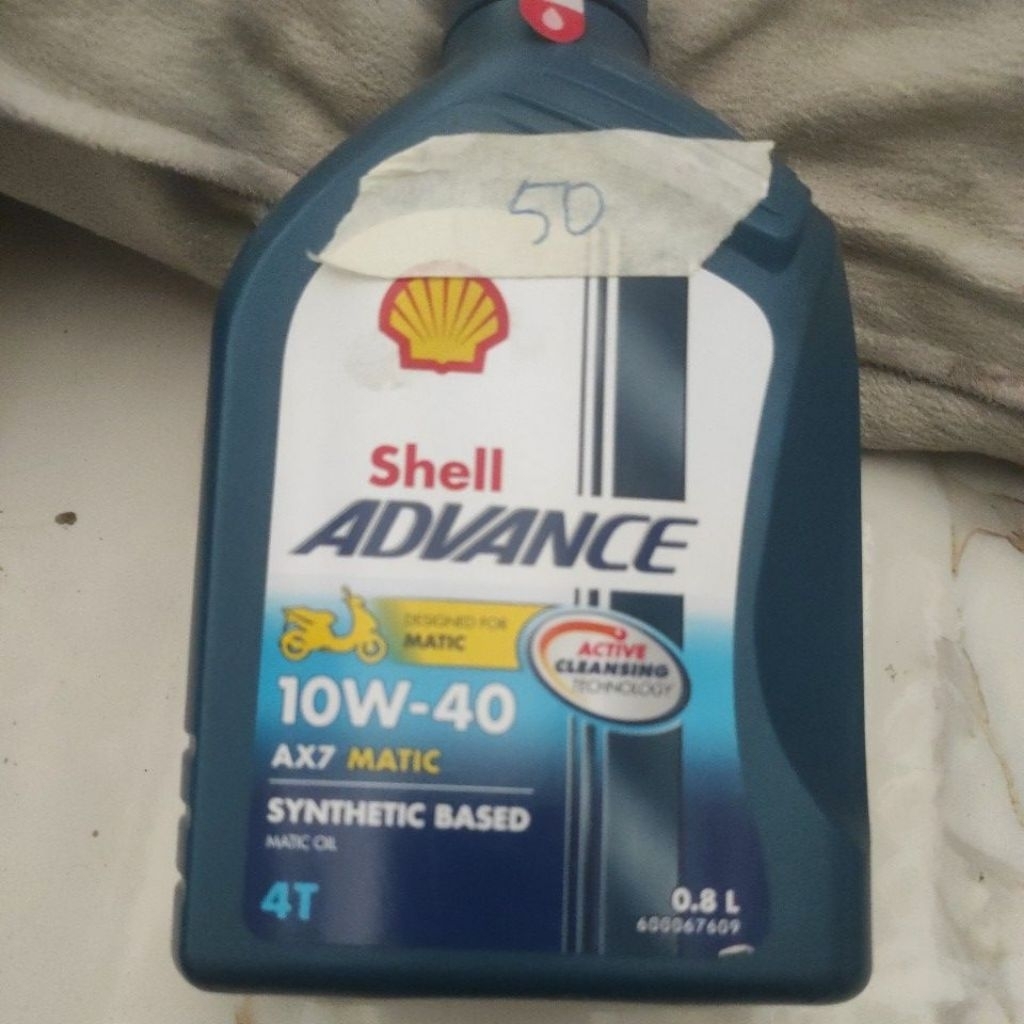 50
Shell
ADVANCE
DESIGNED FOR
MATIC
ACTIVE
CLEANSING
TECHNOLOGY
10W-40
AX7 MATIC
SYNTHETIC BASED
MATIC OIL
4T
0.8 L
600067609